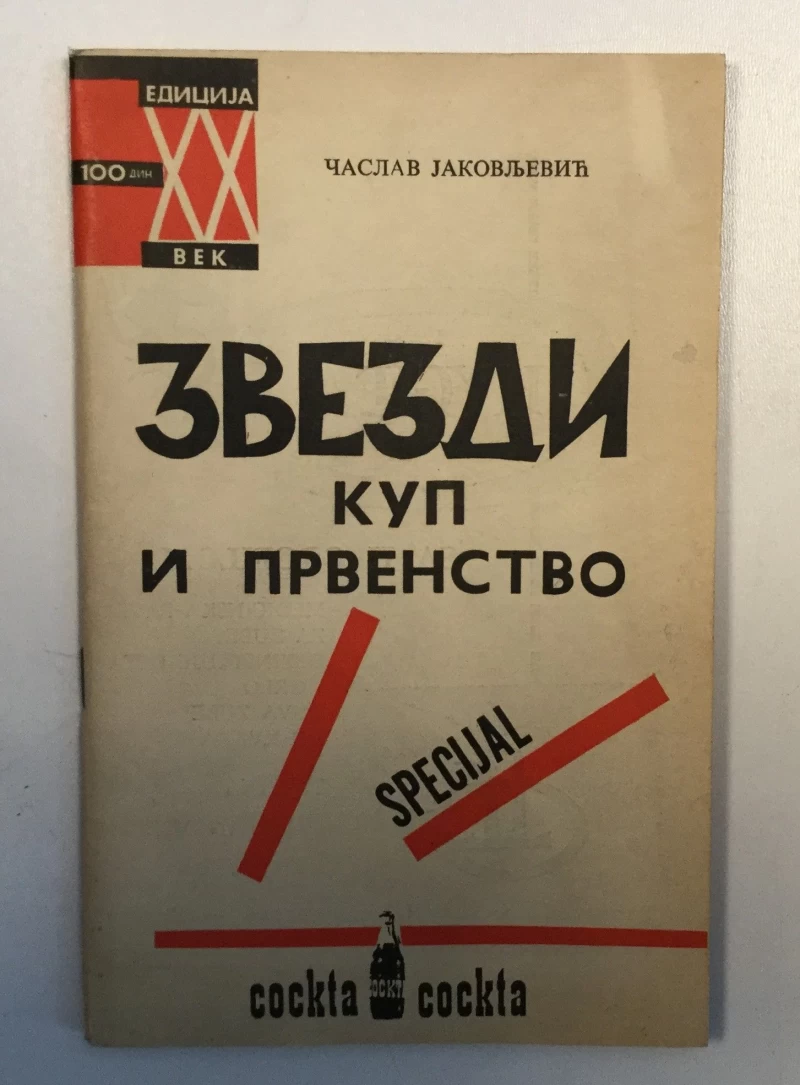 ЕДИЦИЈА
XX
100 ДИН
ВЕК
ЧАСЛАВ ЈАКОВЉЕВИЋ
ЗВЕЗДИ
КУП
И ПРВЕНСТВО
SPECIJAL
cockta cockta